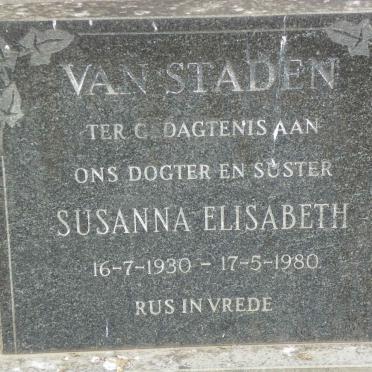 VAN STADEN
TER GEDAGTENIS AAN
ONS DOGTER EN SUSTER
SUSANNA ELISABETH
16-7-1930 - 17-5-1980
RUS IN VREDE